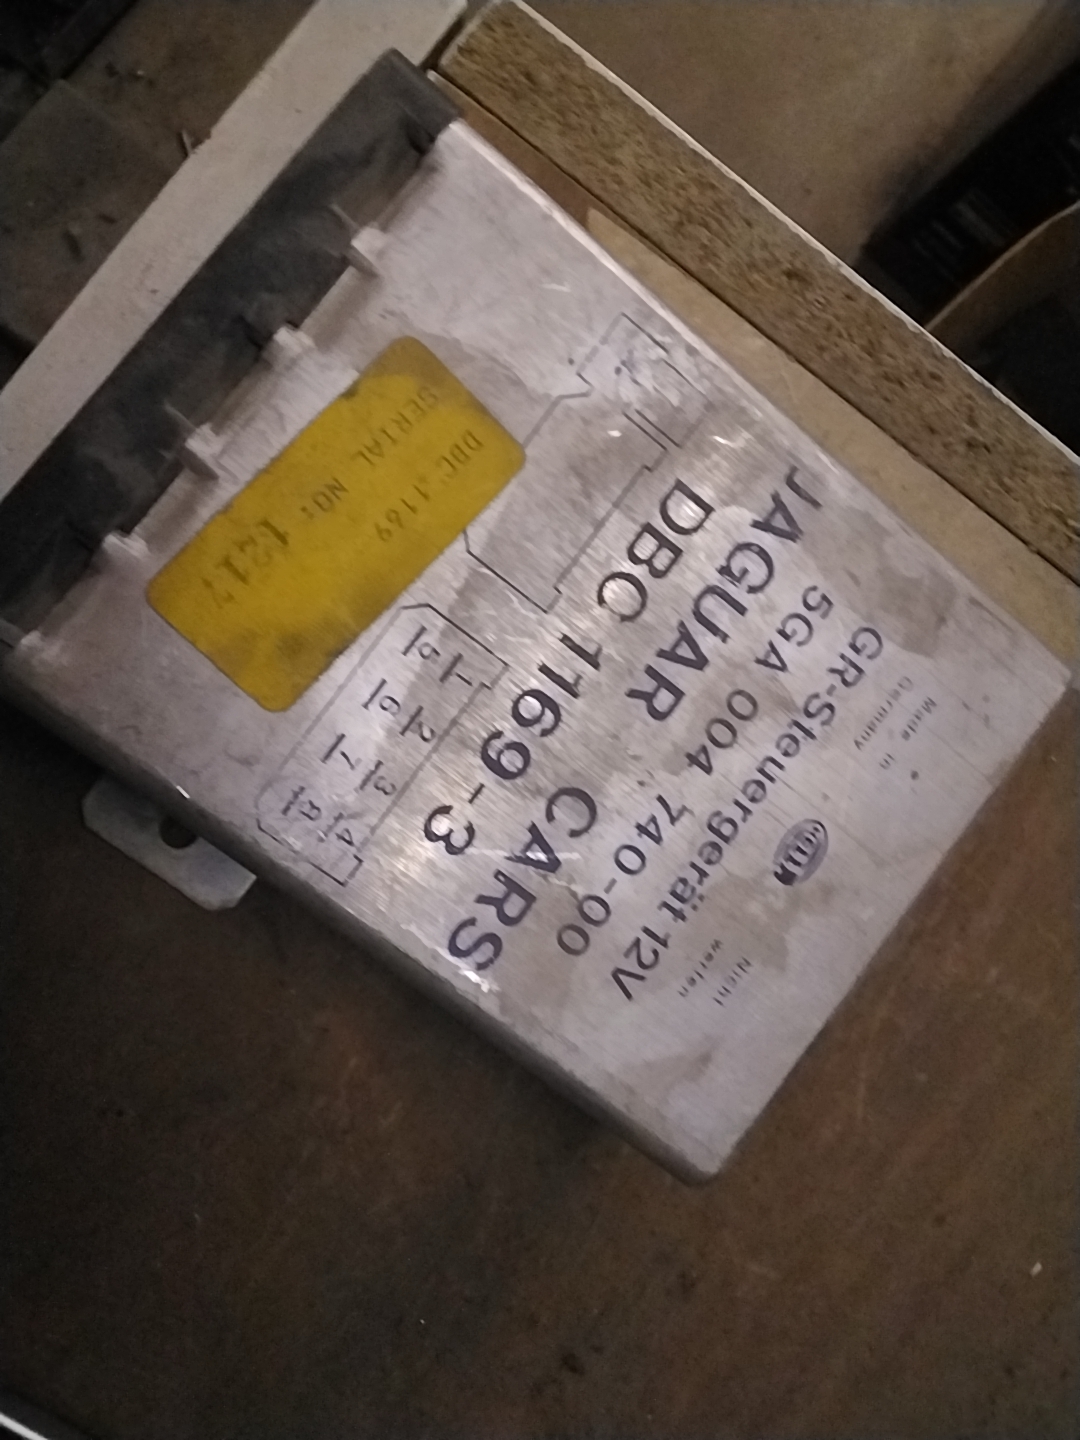 Made in
Germany
HELLA
Nicht
werfen
GR-Steuergerät 12V
5GA 004 740-00
JAGUAR CARS
DBC 1169-3
1 2 3 4
5 6 7 8
DBC 1169
SERIAL NO: 1217